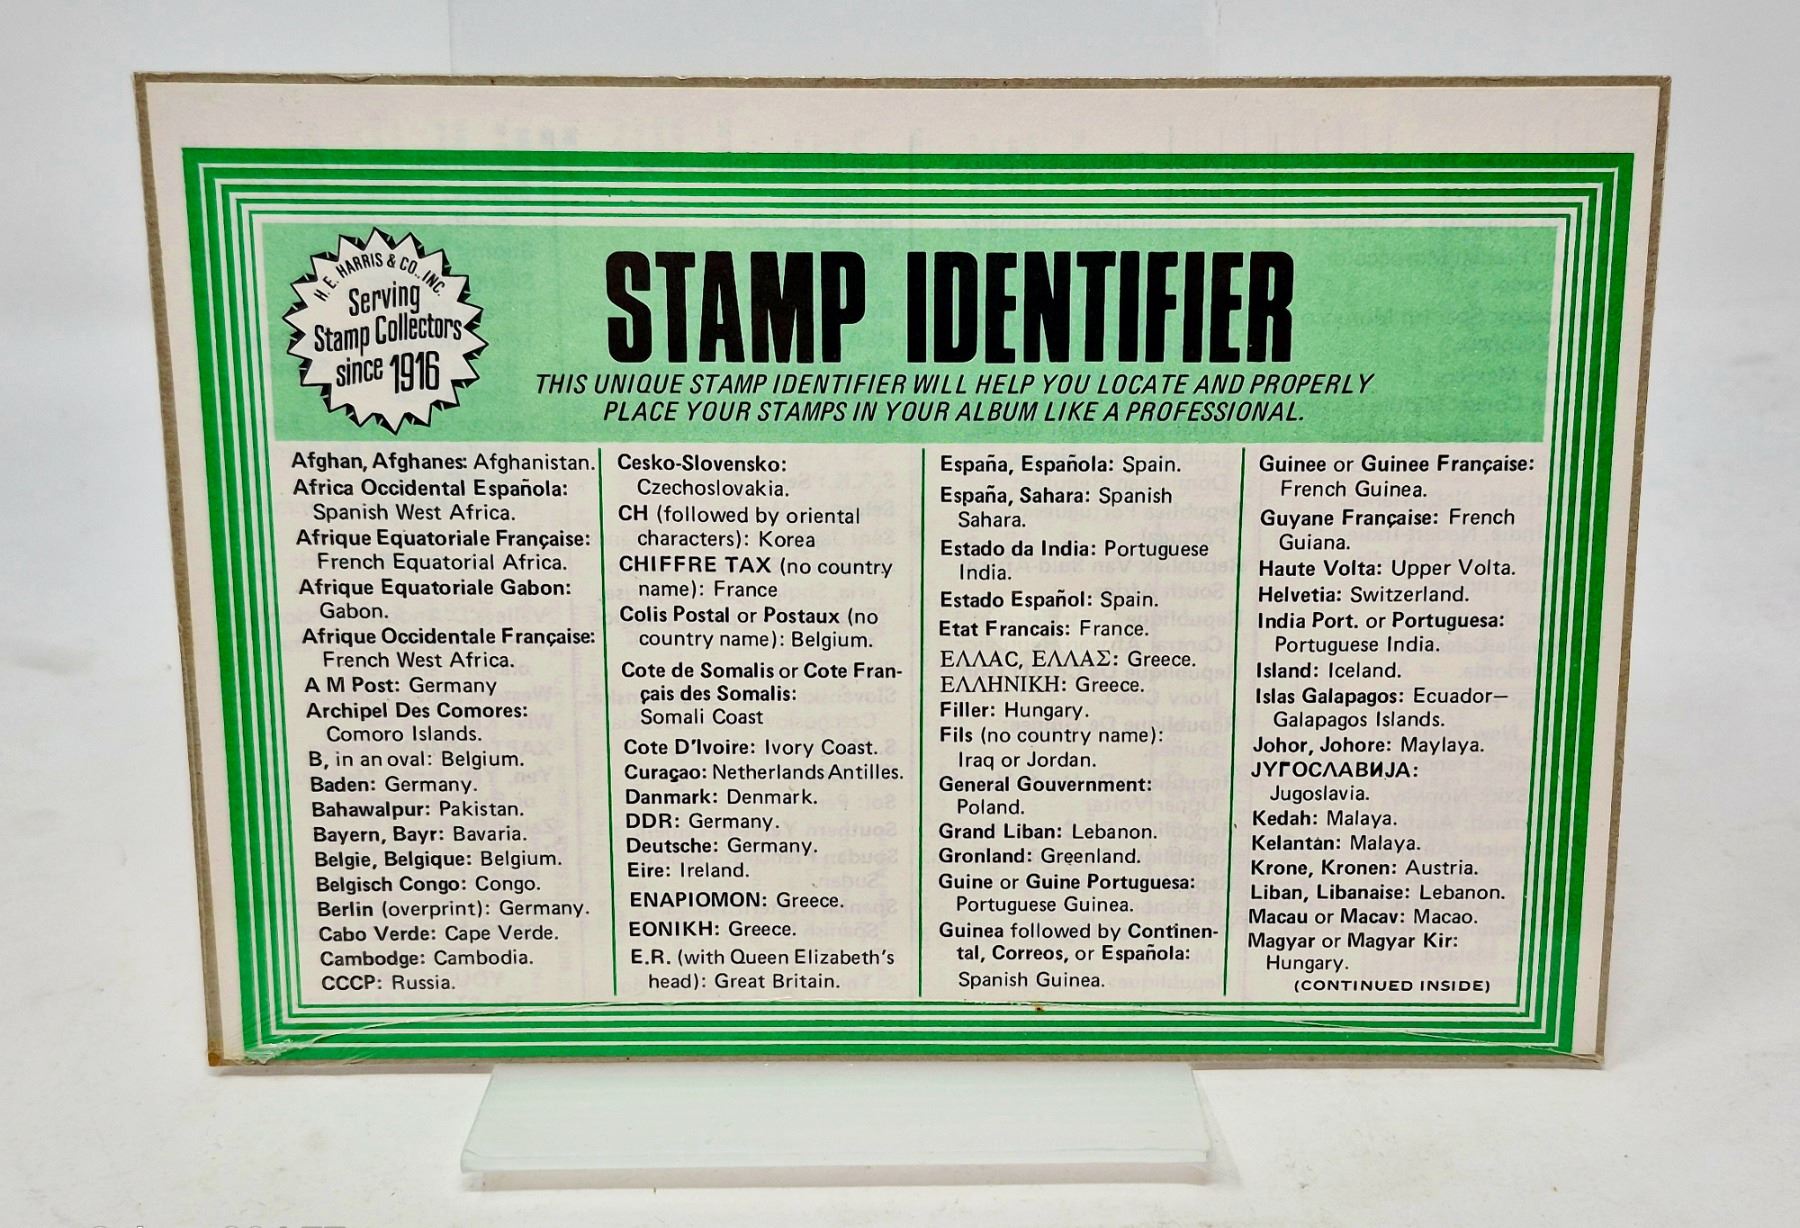 H. E. HARRIS & CO., INC.
Serving
Stamp Collectors
since 1916
STAMP IDENTIFIER
THIS UNIQUE STAMP IDENTIFIER WILL HELP YOU LOCATE AND PROPERLY
PLACE YOUR STAMPS IN YOUR ALBUM LIKE A PROFESSIONAL.
Afghan, Afghanes: Afghanistan.
Africa Occidental Española:
Spanish West Africa.
Afrique Equatoriale Française:
French Equatorial Africa.
Afrique Equatoriale Gabon:
Gabon.
Afrique Occidentale Française:
French West Africa.
A M Post: Germany
Archipel Des Comores:
Comoro Islands.
B, in an oval: Belgium.
Baden: Germany.
Bahawalpur: Pakistan.
Bayern, Bayr: Bavaria.
Belgie, Belgique: Belgium.
Belgisch Congo: Congo.
Berlin (overprint): Germany.
Cabo Verde: Cape Verde.
Cambodge: Cambodia.
CCCP: Russia.
Cesko-Slovensko:
Czechoslovakia.
CH (followed by oriental
characters): Korea
CHIFFRE TAX (no country
name): France
Colis Postal or Postaux (no
country name): Belgium.
Cote de Somalis or Cote Fran-
çais des Somalis:
Somali Coast
Cote D'Ivoire: Ivory Coast.
Curaçao: Netherlands Antilles.
Danmark: Denmark.
DDR: Germany.
Deutsche: Germany.
Eire: Ireland.
ENAPIOMON: Greece.
EONIKH: Greece.
E.R. (with Queen Elizabeth's
head): Great Britain.
España, Española: Spain.
España, Sahara: Spanish
Sahara.
Estado da India: Portuguese
India.
Estado Español: Spain.
Etat Francais: France.
ΕΛΛΑC, ΕΛΛΑΣ: Greece.
ΕΛΛΗΝΙΚΗ: Greece.
Filler: Hungary.
Fils (no country name):
Iraq or Jordan.
General Gouvernment:
Poland.
Grand Liban: Lebanon.
Gronland: Greenland.
Guine or Guine Portuguesa:
Portuguese Guinea.
Guinea followed by Continen-
tal, Correos, or Española:
Spanish Guinea.
Guinee or Guinee Française:
French Guinea.
Guyane Française: French
Guiana.
Haute Volta: Upper Volta.
Helvetia: Switzerland.
India Port. or Portuguesa:
Portuguese India.
Island: Iceland.
Islas Galapagos: Ecuador—
Galapagos Islands.
Johor, Johore: Maylaya.
ЈУГОСЛАВИЈА:
Jugoslavia.
Kedah: Malaya.
Kelantan: Malaya.
Krone, Kronen: Austria.
Liban, Libanaise: Lebanon.
Macau or Macav: Macao.
Magyar or Magyar Kir:
Hungary.
(CONTINUED INSIDE)